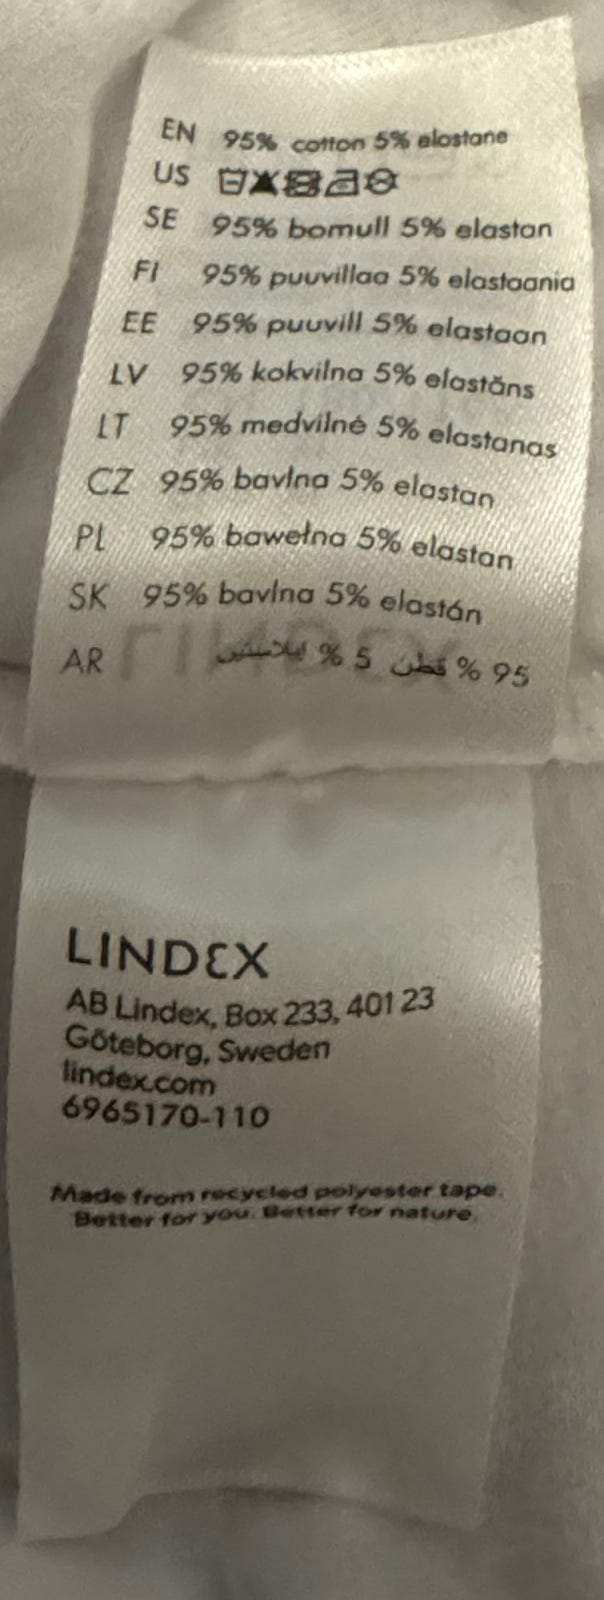 EN 95% cotton 5% elastane
US
SE 95% bomull 5% elastan
FI 95% puuvillaa 5% elastaania
EE 95% puuvill 5% elastaan
LV 95% kokvilna 5% elastāns
LT 95% medvilnė 5% elastanas
CZ 95% bavlna 5% elastan
PL 95% bawełna 5% elastan
SK 95% bavlna 5% elastán
AR 95 % قطن 5 %
LINDEX
AB Lindex, Box 233, 401 23
Göteborg, Sweden
lindex.com
6965170-110
Made from recycled polyester tape.
Better for you. Better for nature.